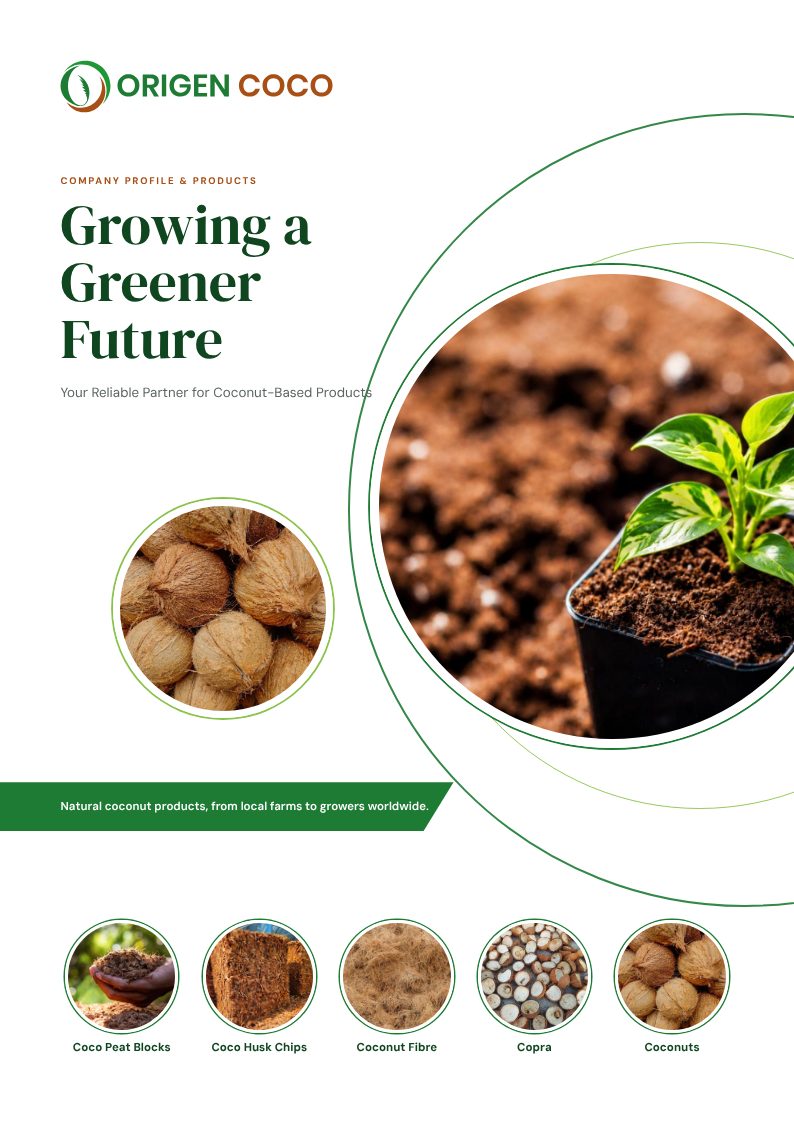 ORIGEN COCO
COMPANY PROFILE & PRODUCTS
Growing a
Greener
Future
Your Reliable Partner for Coconut-Based Products
Natural coconut products, from local farms to growers worldwide.
Coco Peat Blocks
Coco Husk Chips
Coconut Fibre
Copra
Coconuts